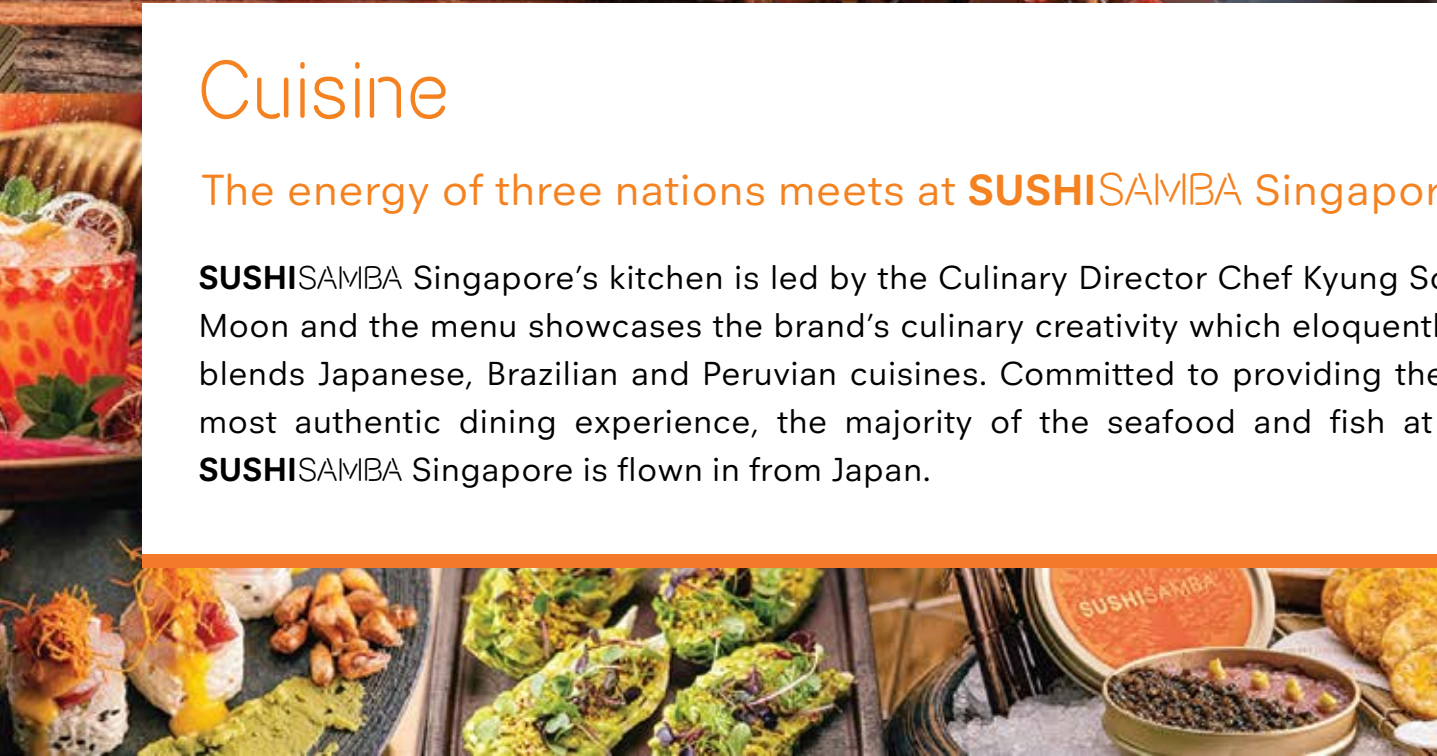 Cuisine
The energy of three nations meets at SUSHISAMBA
SUSHISAMBA Singapore’s kitchen is led by the Culinary Director Chef Kyung
Moon and the menu showcases the brand’s culinary creativity which
blends Japanese, Brazilian and Peruvian cuisines. Committed to providing the
most authentic dining experience, the majority of the seafood and fish at
SUSHISAMBA Singapore is flown in from Japan.
SUSHISAMBA